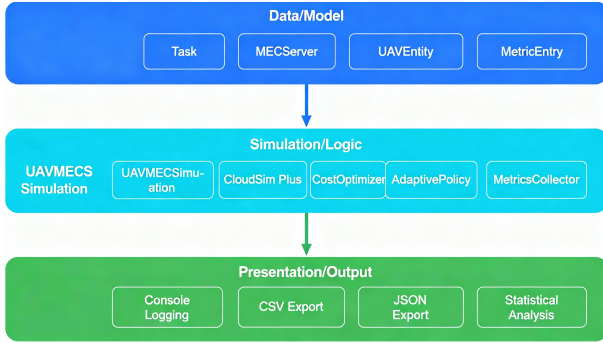 Data/Model
Task
MECServer
UAVEntity
MetricEntry
Simulation/Logic
UAVMECS
Simulation
UAVMECSimu-
ation
CloudSim Plus
CostOptimizer
AdaptivePolicy
MetricsCollector
Presentation/Output
Console
Logging
CSV Export
JSON
Export
Statistical
Analysis